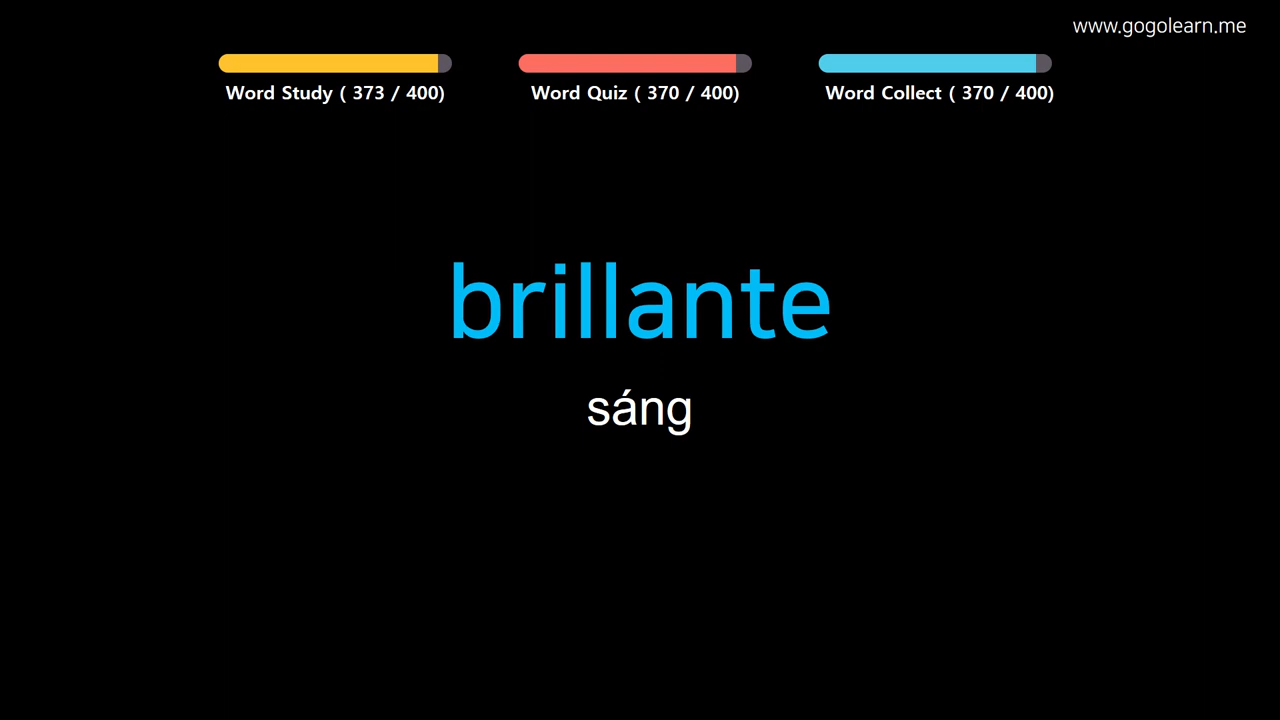 www.gogolearn.me
Word Study ( 373 / 400)
Word Quiz ( 370 / 400)
Word Collect ( 370 / 400)
brillante
sáng